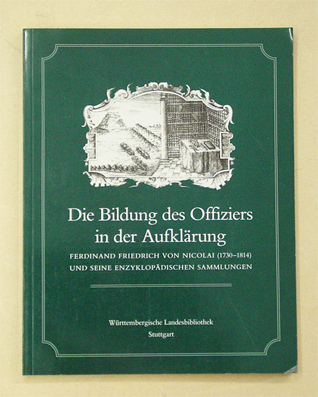 Die Bildung des Offiziers
in der Aufklärung
FERDINAND FRIEDRICH VON NICOLAI (1730–1814)
UND SEINE ENZYKLOPÄDISCHEN SAMMLUNGEN
Württembergische Landesbibliothek
Stuttgart